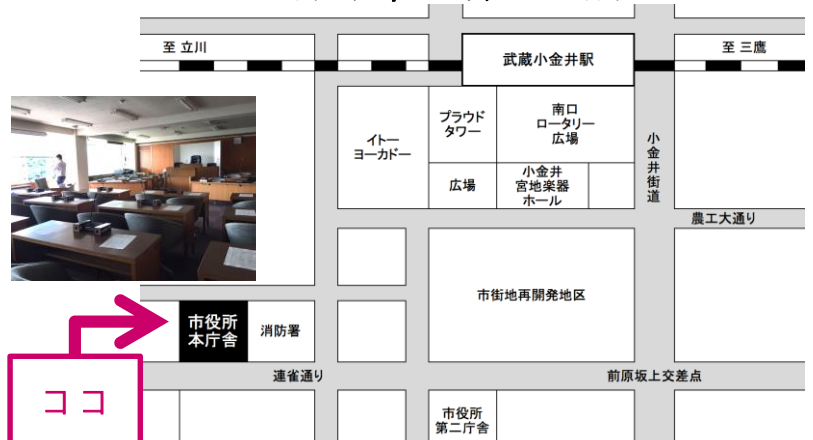 至 立川
武蔵小金井駅
至 三鷹
イトー
ヨーカドー
プラウド
タワー
南口
ロータリー
広場
広場
小金井
宮地楽器
ホール
小金井街道
農工大通り
市街地再開発地区
市役所
本庁舎
消防署
連雀通り
前原坂上交差点
ココ
市役所
第二庁舎